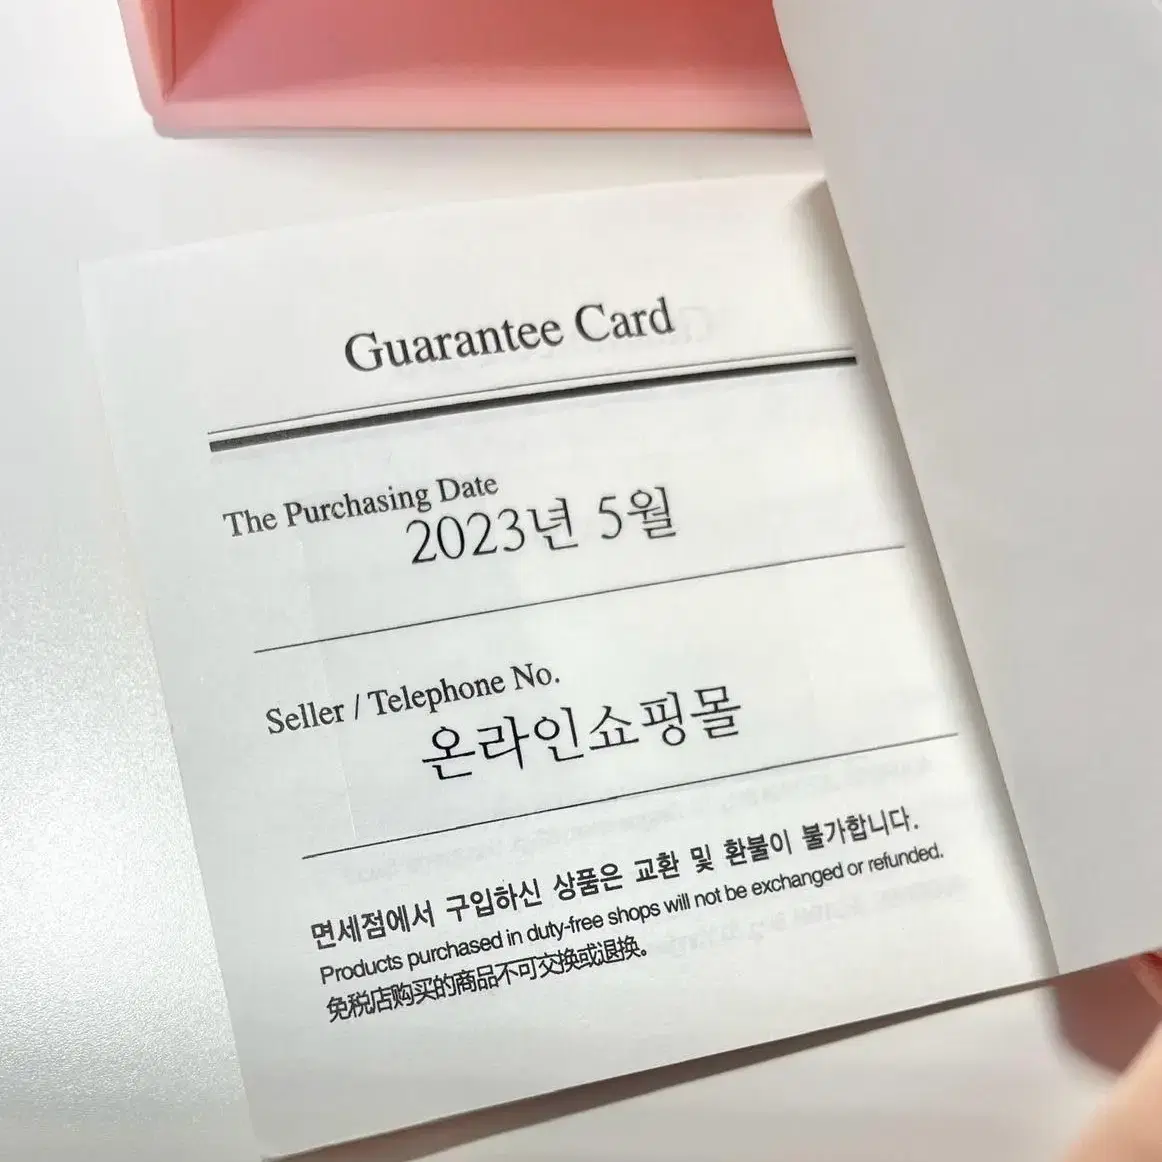 Guarantee Card
The Purchasing Date
2023년 5월
Seller / Telephone No.
온라인쇼핑몰
면세점에서 구입하신 상품은 교환 및 환불이 불가합니다.
Products purchased in duty-free shops will not be exchanged or refunded.
免税店购买的商品不可交换或退换。